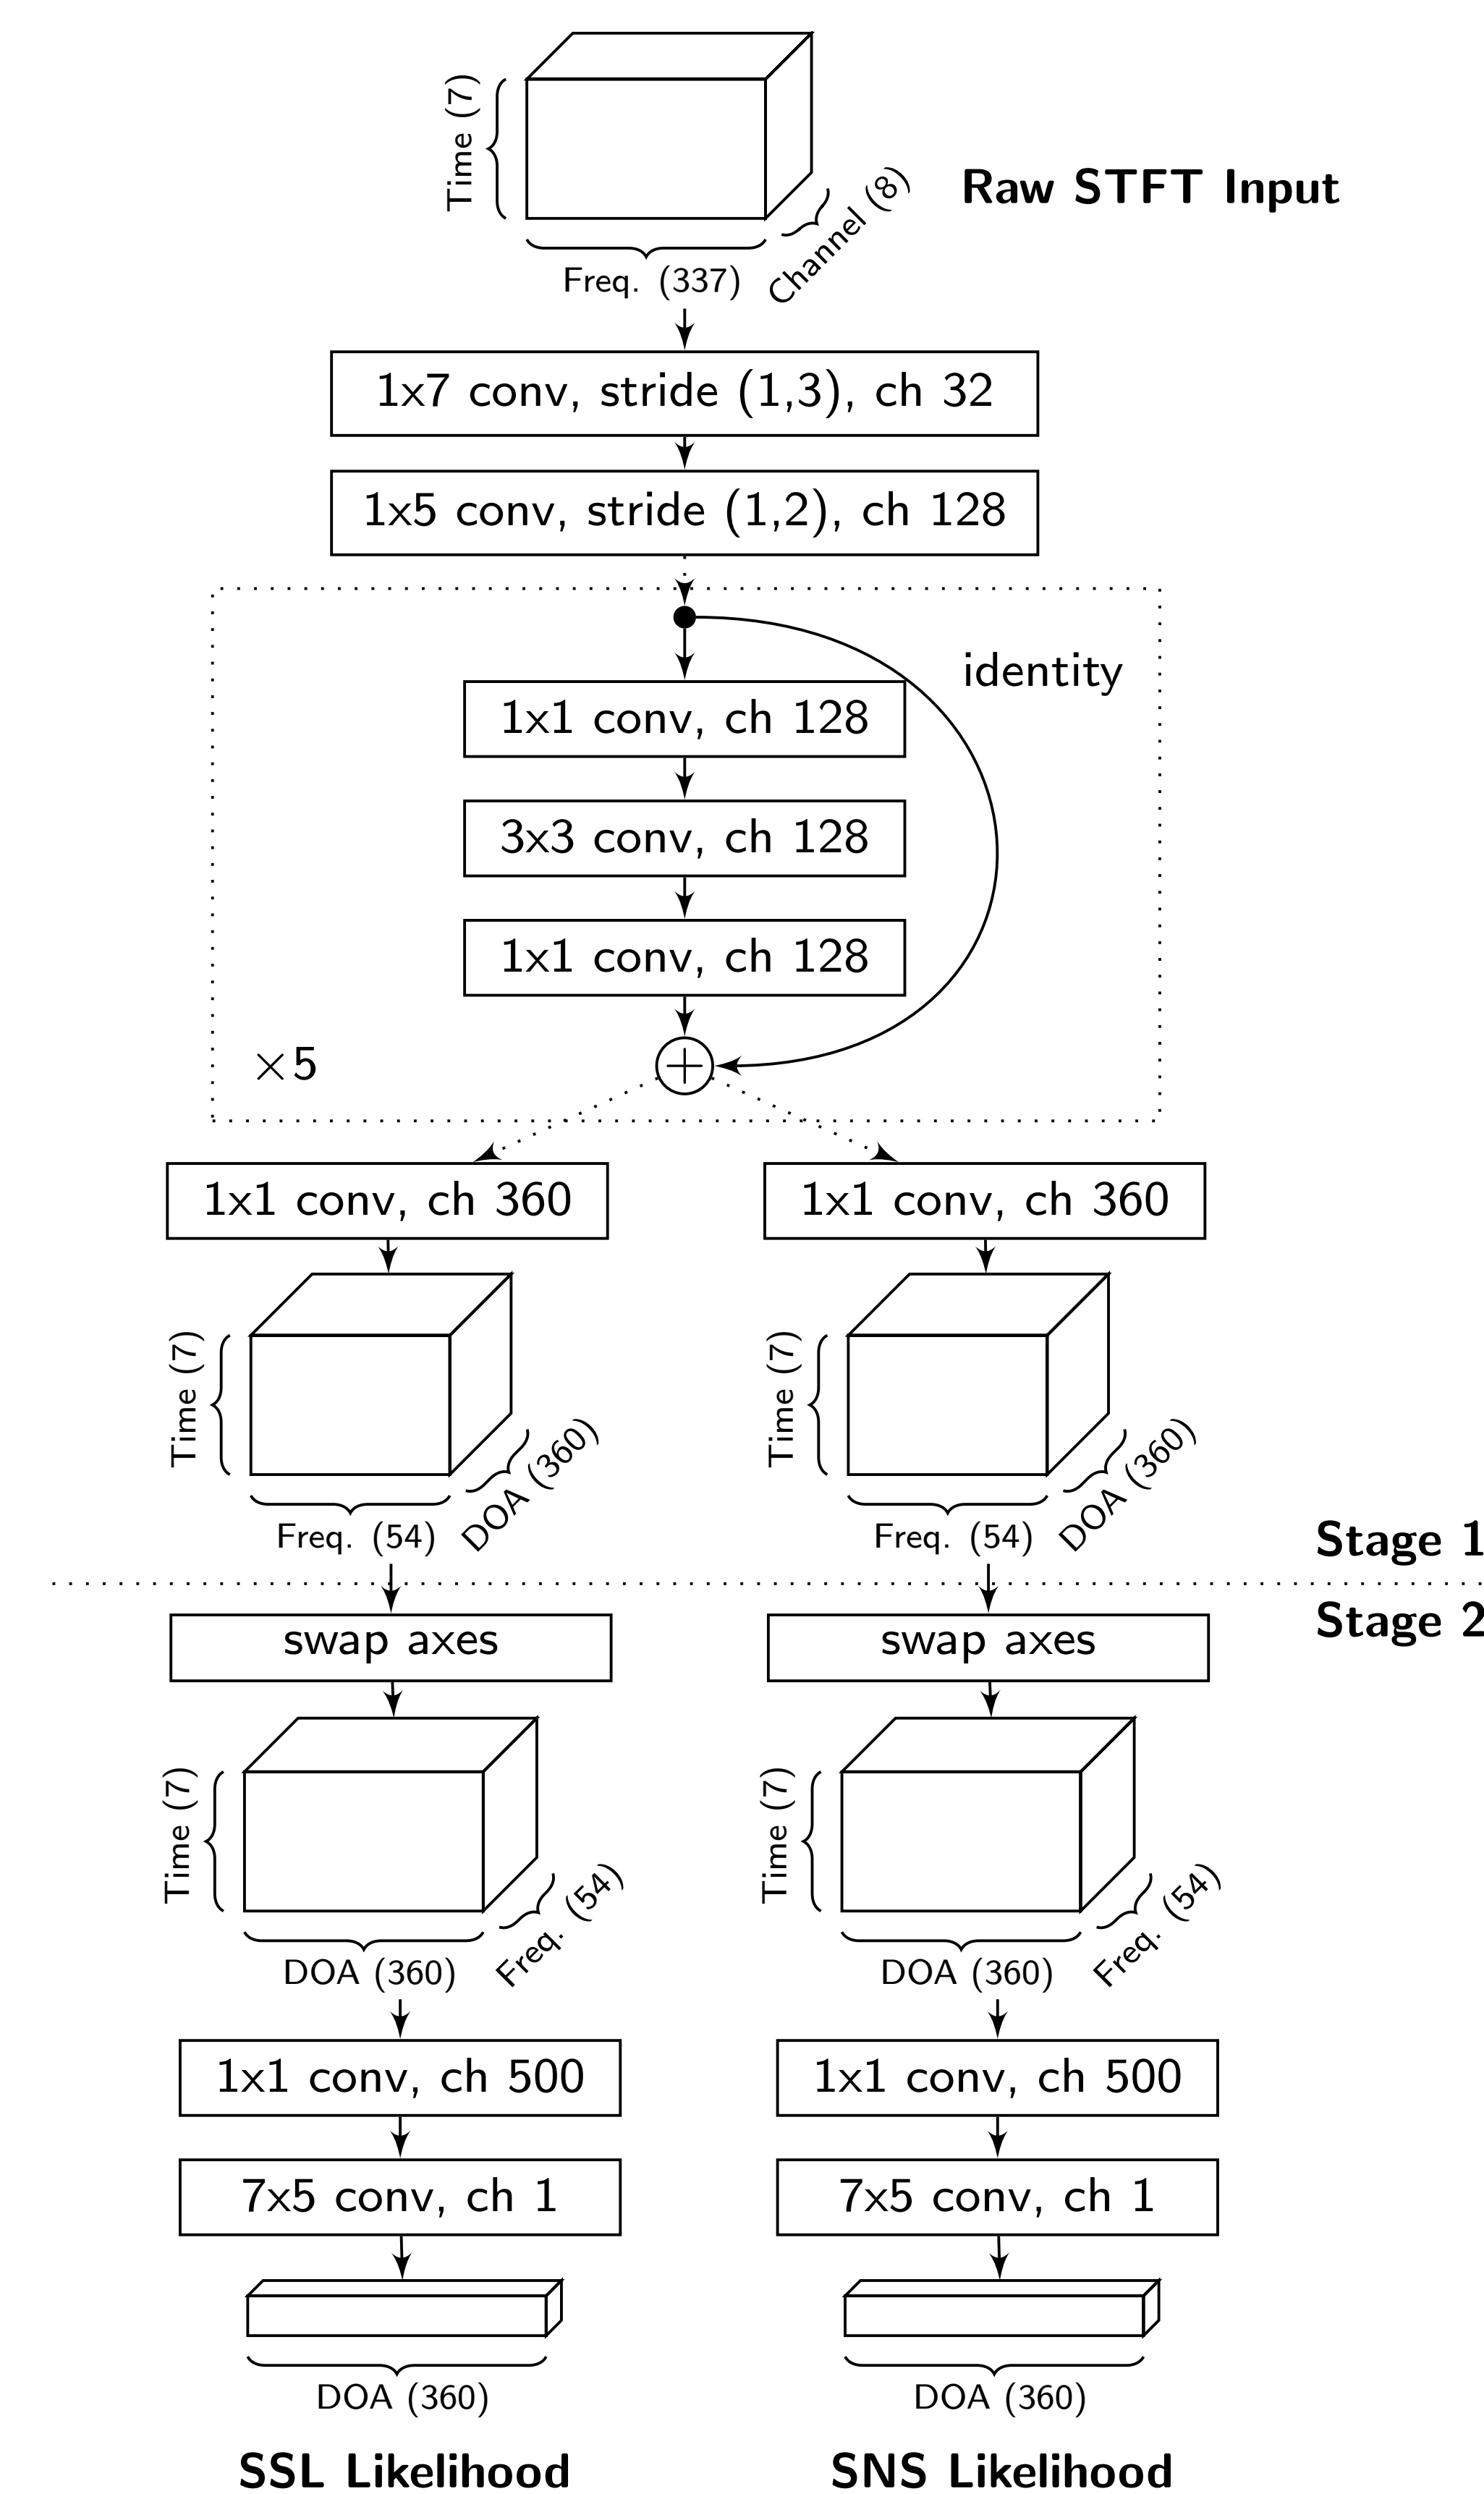 Time (7)
Raw STFT Input
Channel (8)
Freq. (337)
1x7 conv, stride (1,3), ch 32
1x5 conv, stride (1,2), ch 128
identity
1x1 conv, ch 128
3x3 conv, ch 128
1x1 conv, ch 128
×5
1x1 conv, ch 360
1x1 conv, ch 360
Time (7)
DOA (360)
Freq. (54)
Time (7)
DOA (360)
Freq. (54)
Stage 1
Stage 2
swap axes
swap axes
Time (7)
Freq. (54)
DOA (360)
Time (7)
Freq. (54)
DOA (360)
1x1 conv, ch 500
1x1 conv, ch 500
7x5 conv, ch 1
7x5 conv, ch 1
DOA (360)
DOA (360)
SSL Likelihood
SNS Likelihood